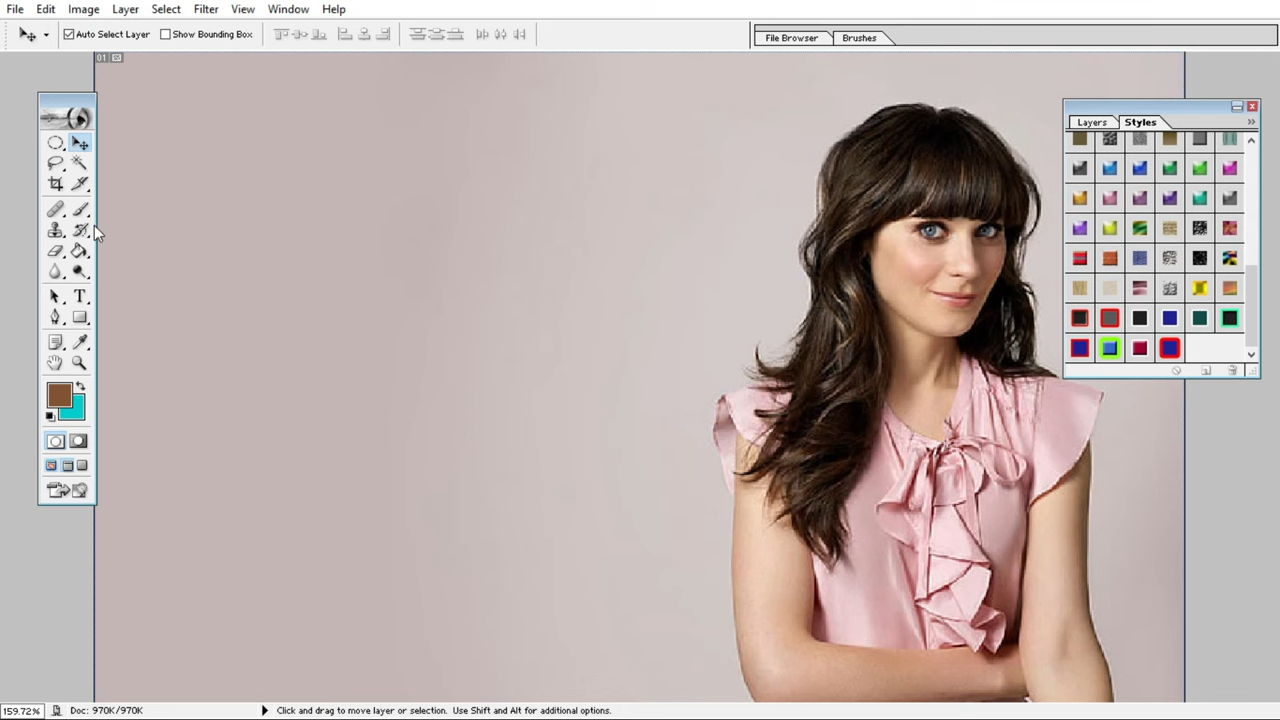 File Edit Image Layer Select Filter View Window Help
Auto Select Layer Show Bounding Box File Browser Brushes
01
Layers Styles
T
159.72% Doc: 970K/970K Click and drag to move layer or selection. Use Shift and Alt for additional options.